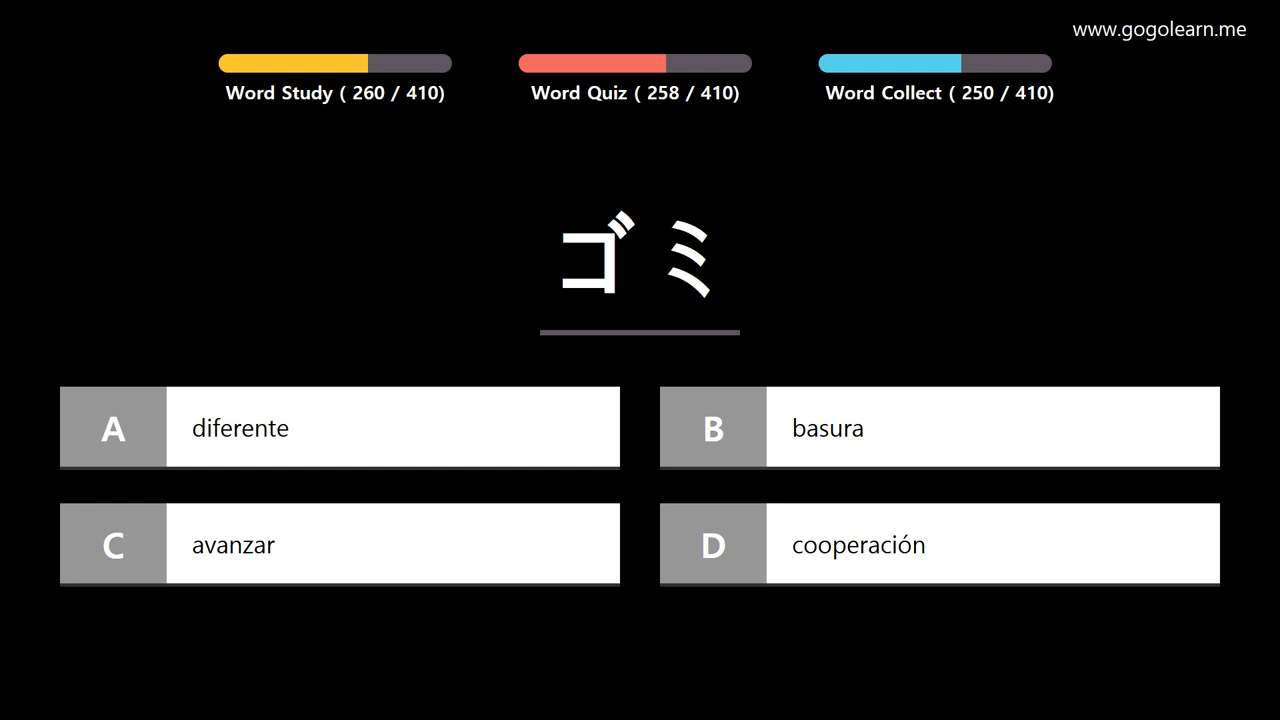 www.gogolearn.me
Word Study ( 260 / 410)
Word Quiz ( 258 / 410)
Word Collect ( 250 / 410)
ゴミ
A diferente
B basura
C avanzar
D cooperación